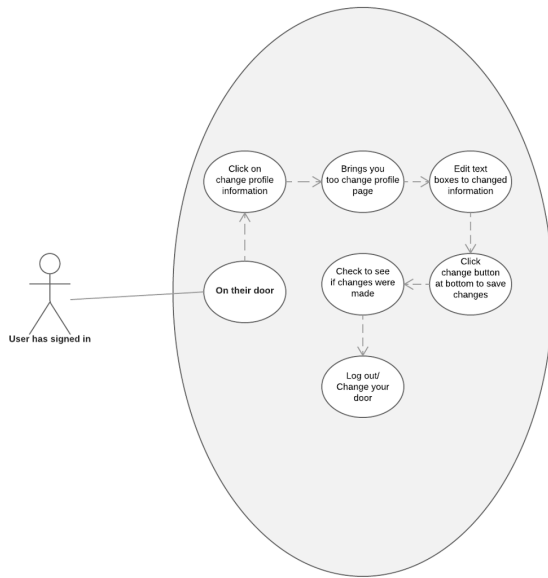 Click on
change profile
information
Brings you
too change profile
page
Edit text
boxes to changed
information
User has signed in
On their door
Check to see
if changes were
made
Click
change button
at bottom to save
changes
Log out/
Change your
door